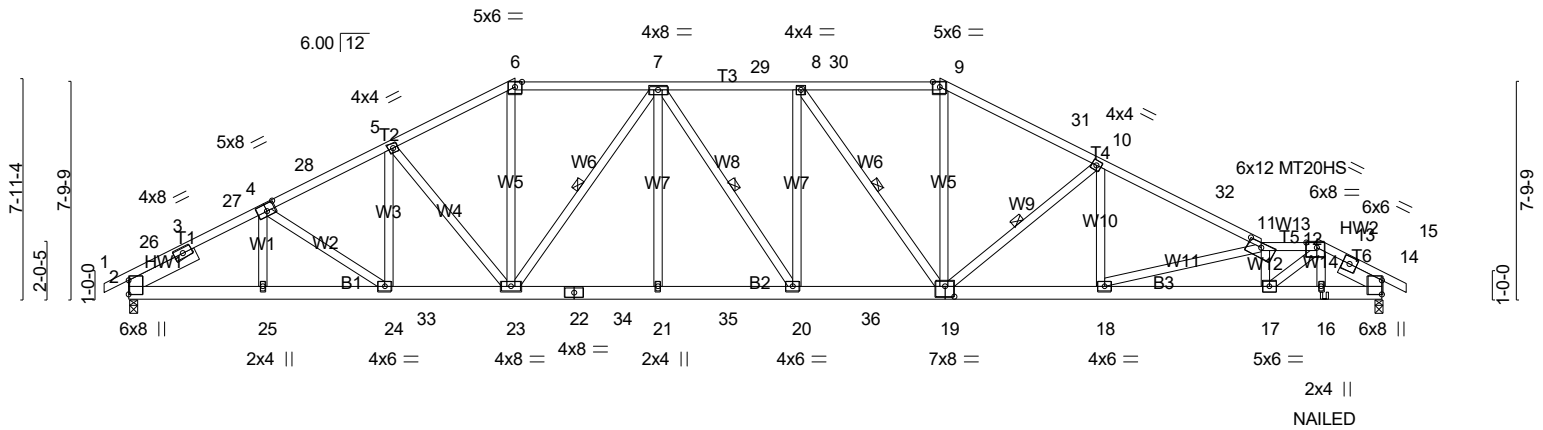 5x6 =
6.00 12
4x8 =
4x4 =
5x6 =
6
7
29
8
30
9
T3
4x4
5
T2
31
4x4
10
T4
5x8
28
W6
W8
W6
6x12 MT20HS
7-11-4
7-9-9
4x8
27
4
W3
W4
W5
W7
W7
W5
W9
W10
32
6x8 =
6x6
7-9-9
3
26
T1
W1
W2
11
W13
T5
12
HW2
13
15
2-0-5
1-0-0
1
2
HW1
B1
B2
W11
B3
W12
W14
T6
14
1-0-0
6x8 ||
25
24
33
23
22
34
21
35
20
36
19
18
17
16
6x8 ||
2x4 ||
4x6 =
4x8 =
4x8 =
2x4 ||
4x6 =
7x8 =
4x6 =
5x6 =
2x4 ||
NAILED